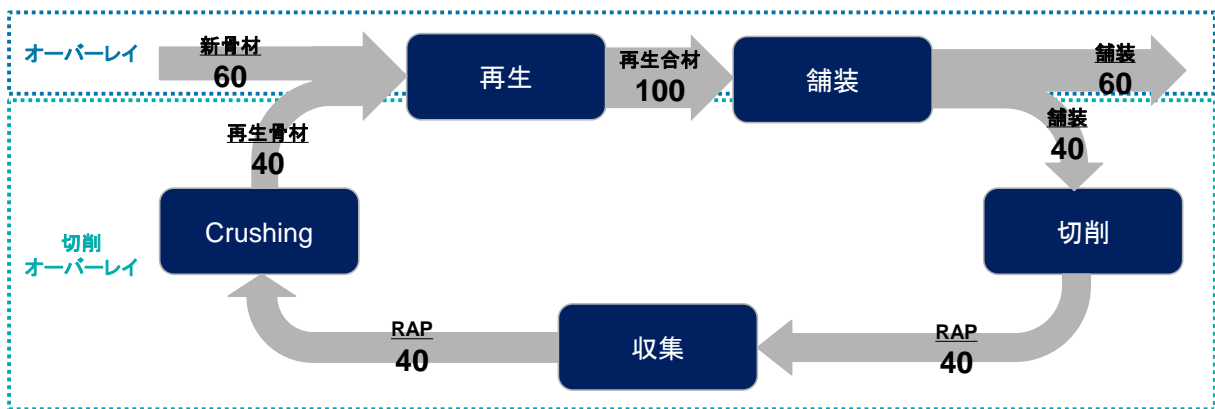 オーバーレイ
新骨材
60
再生
再生合材
100
舗装
舗装
60
再生骨材
40
舗装
40
切削
オーバーレイ
Crushing
切削
RAP
40
収集
RAP
40